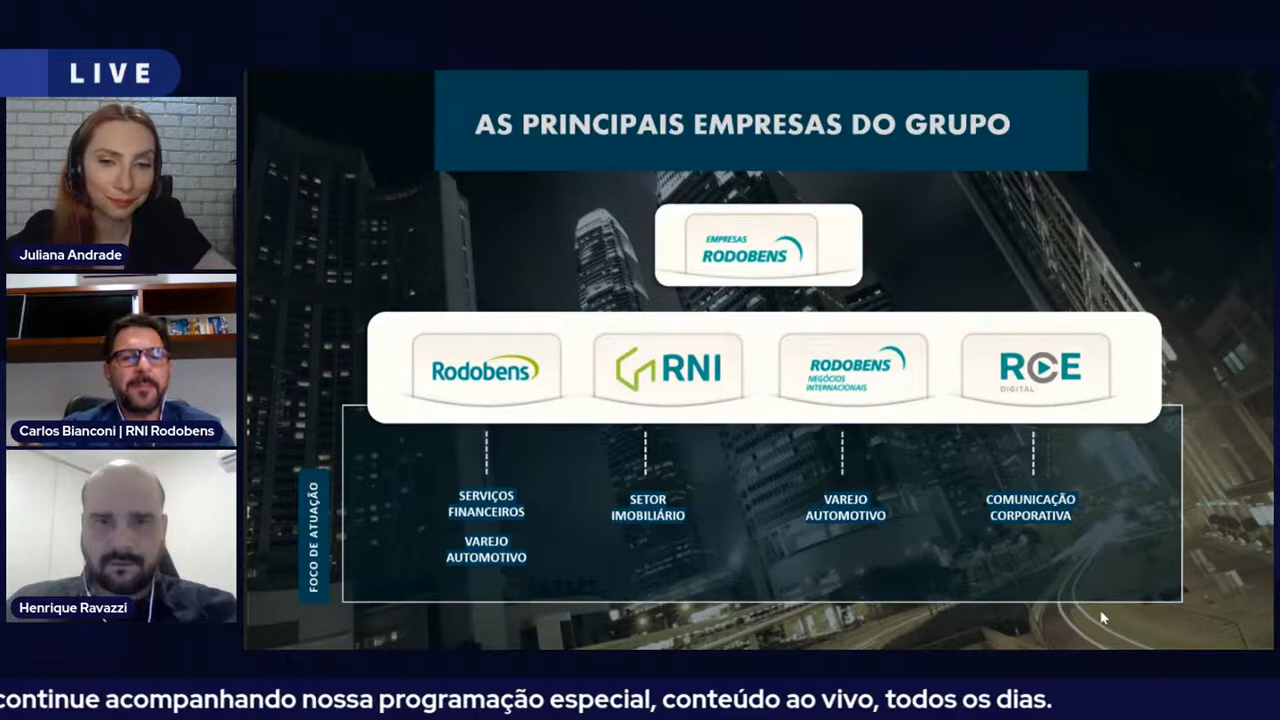 LIVE
Juliana Andrade
Carlos Bianconi | RNI Rodobens
Henrique Ravazzi
AS PRINCIPAIS EMPRESAS DO GRUPO
EMPRESAS
RODOBENS
Rodobens
RNI
RODOBENS
NEGÓCIOS
INTERNACIONAIS
RCE
DIGITAL
FOCO DE ATUAÇÃO
SERVIÇOS
FINANCEIROS
VAREJO
AUTOMOTIVO
SETOR
IMOBILIÁRIO
VAREJO
AUTOMOTIVO
COMUNICAÇÃO
CORPORATIVA
continue acompanhando nossa programação especial, conteúdo ao vivo, todos os dias.